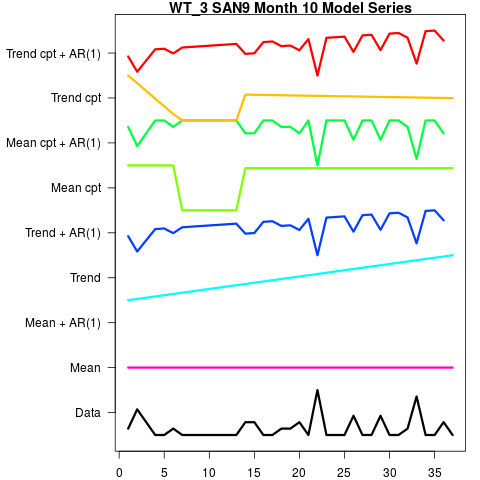 WT_3 SAN9 Month 10 Model Series
Trend cpt + AR(1)
Trend cpt
Mean cpt + AR(1)
Mean cpt
Trend + AR(1)
Trend
Mean + AR(1)
Mean
Data
0 5 10 15 20 25 30 35